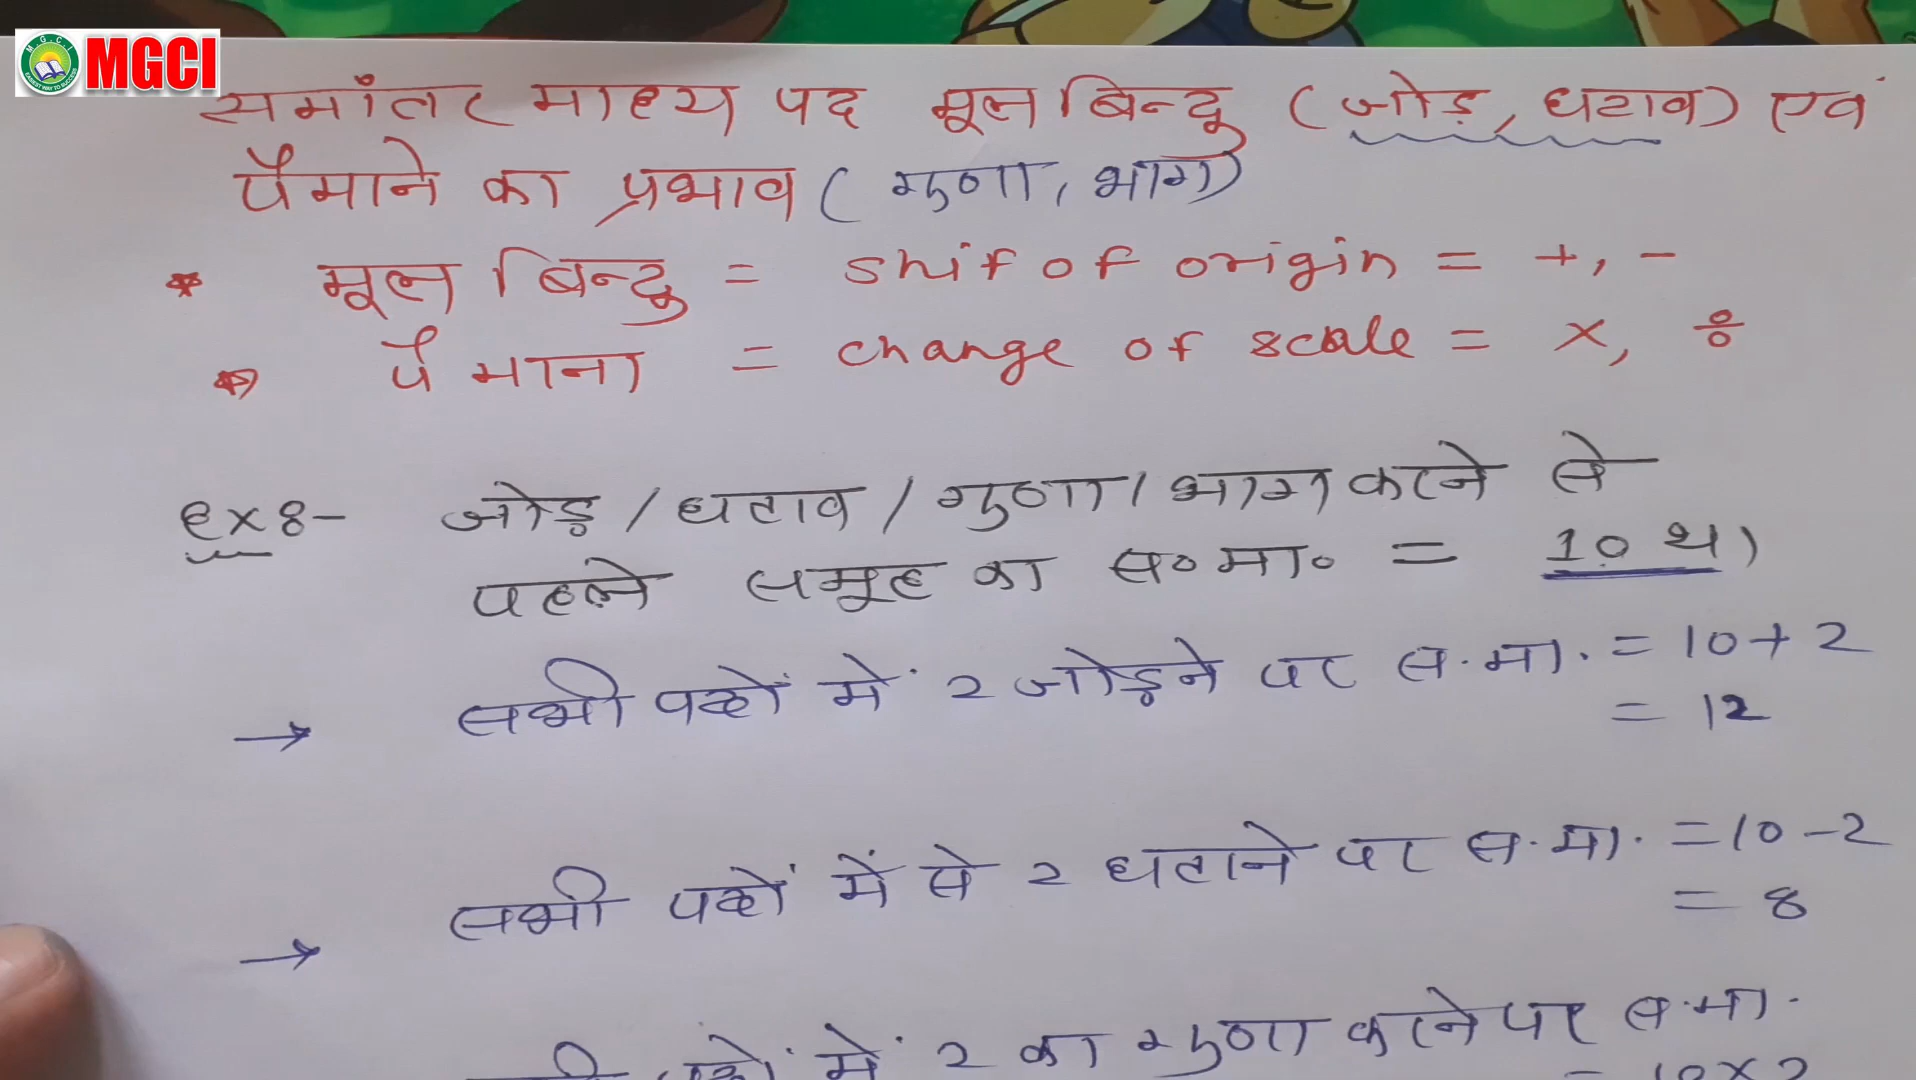 MGCI
समांतर माध्य पद मूल बिन्दु (जोड़, घटाव) एवं
पैमाने का प्रभाव ( गुणा, भाग)
* मूल बिन्दु = shif of origin = +, -
पैमाना = change of scale = ×, ÷
ex 8- जोड़ / घटाव / गुणा / भाग करने से
पहले समूह का स० मा० = 10 था
→ सभी पदों में 2 जोड़ने पर स.मा. = 10+2
= 12
→ सभी पदों में से 2 घटाने पर स.मा. = 10-2
= 8
पदों में 2 का गुणा करने पर स.मा.
= 10×2